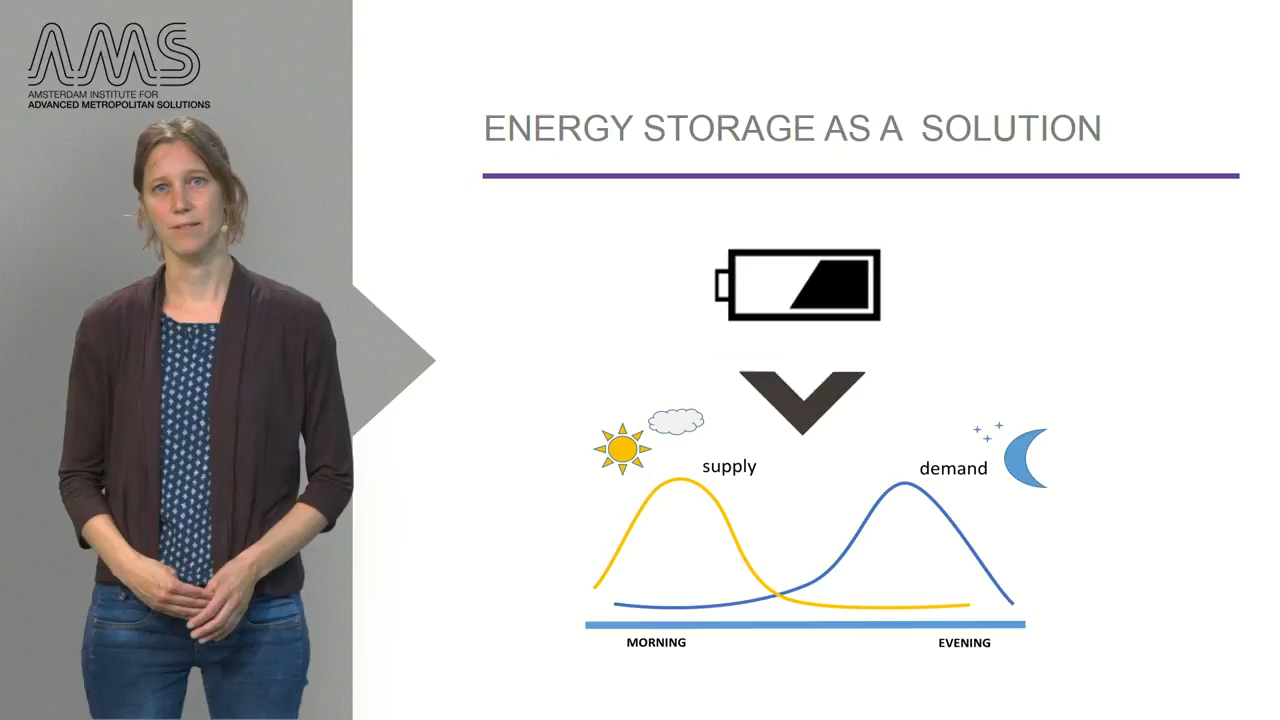 AMS
AMSTERDAM INSTITUTE FOR
ADVANCED METROPOLITAN SOLUTIONS
ENERGY STORAGE AS A SOLUTION
supply
demand
MORNING
EVENING